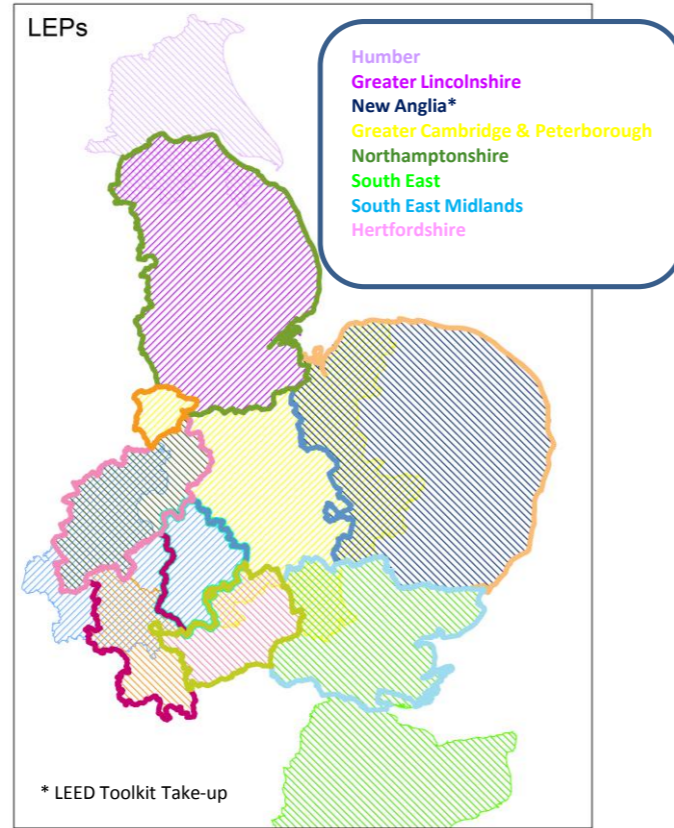 LEPs
Humber
Greater Lincolnshire
New Anglia*
Greater Cambridge & Peterborough
Northamptonshire
South East
South East Midlands
Hertfordshire
* LEED Toolkit Take-up